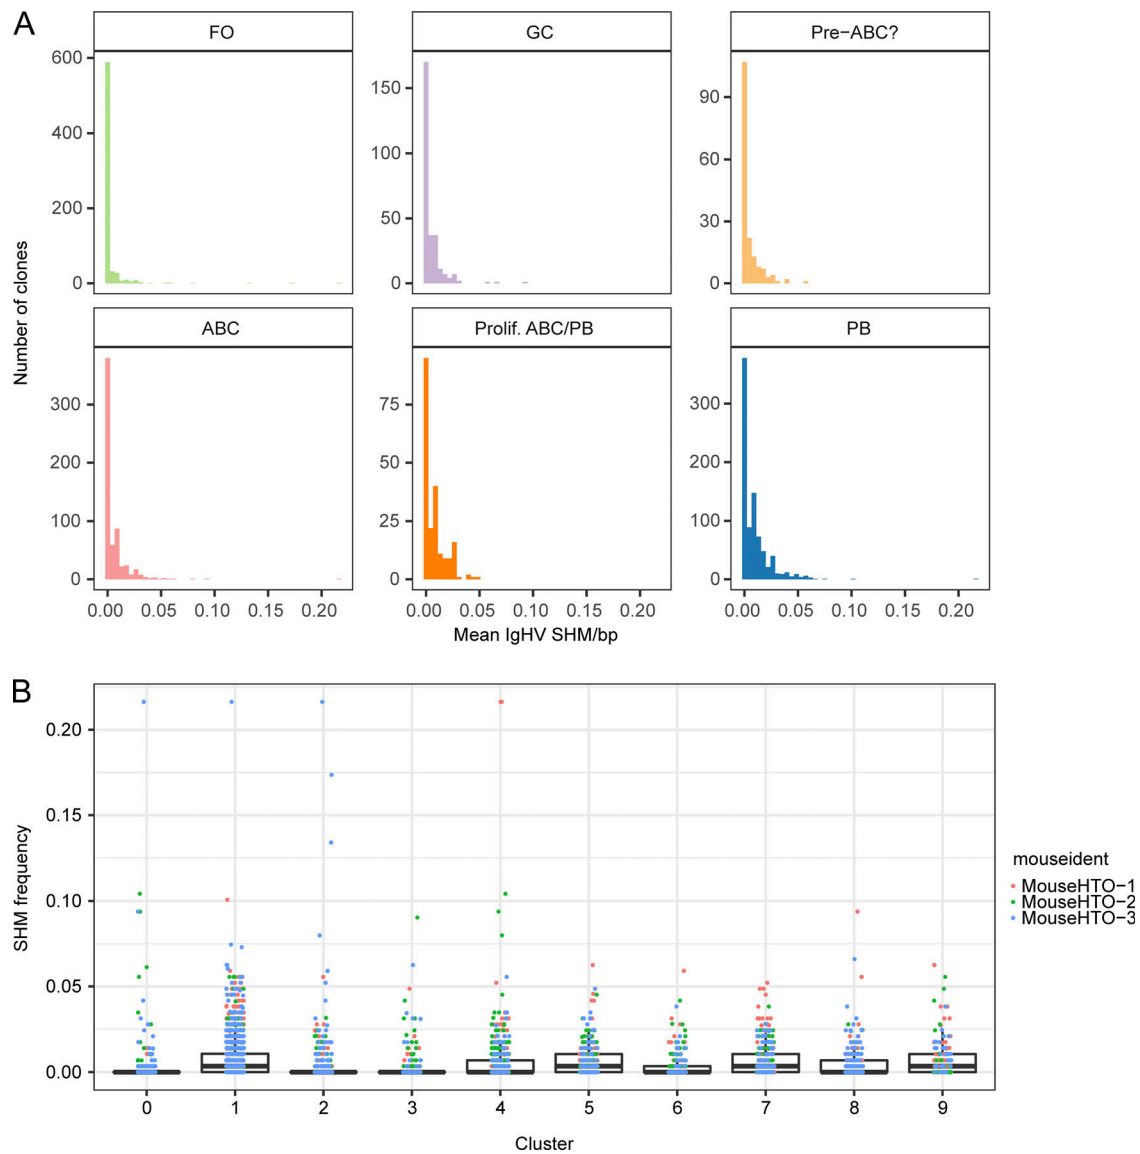 A
FO
GC
Pre−ABC?
600
400
200
0
150
100
50
0
90
60
30
0
Number of clones
ABC
Prolif. ABC/PB
PB
300
200
100
0
75
50
25
0
300
200
100
0
0.00 0.05 0.10 0.15 0.20
0.00 0.05 0.10 0.15 0.20
0.00 0.05 0.10 0.15 0.20
Mean IgHV SHM/bp
B
0.20
0.15
0.10
0.05
0.00
SHM frequency
0 1 2 3 4 5 6 7 8 9
Cluster
mouseident
MouseHTO−1
MouseHTO−2
MouseHTO−3